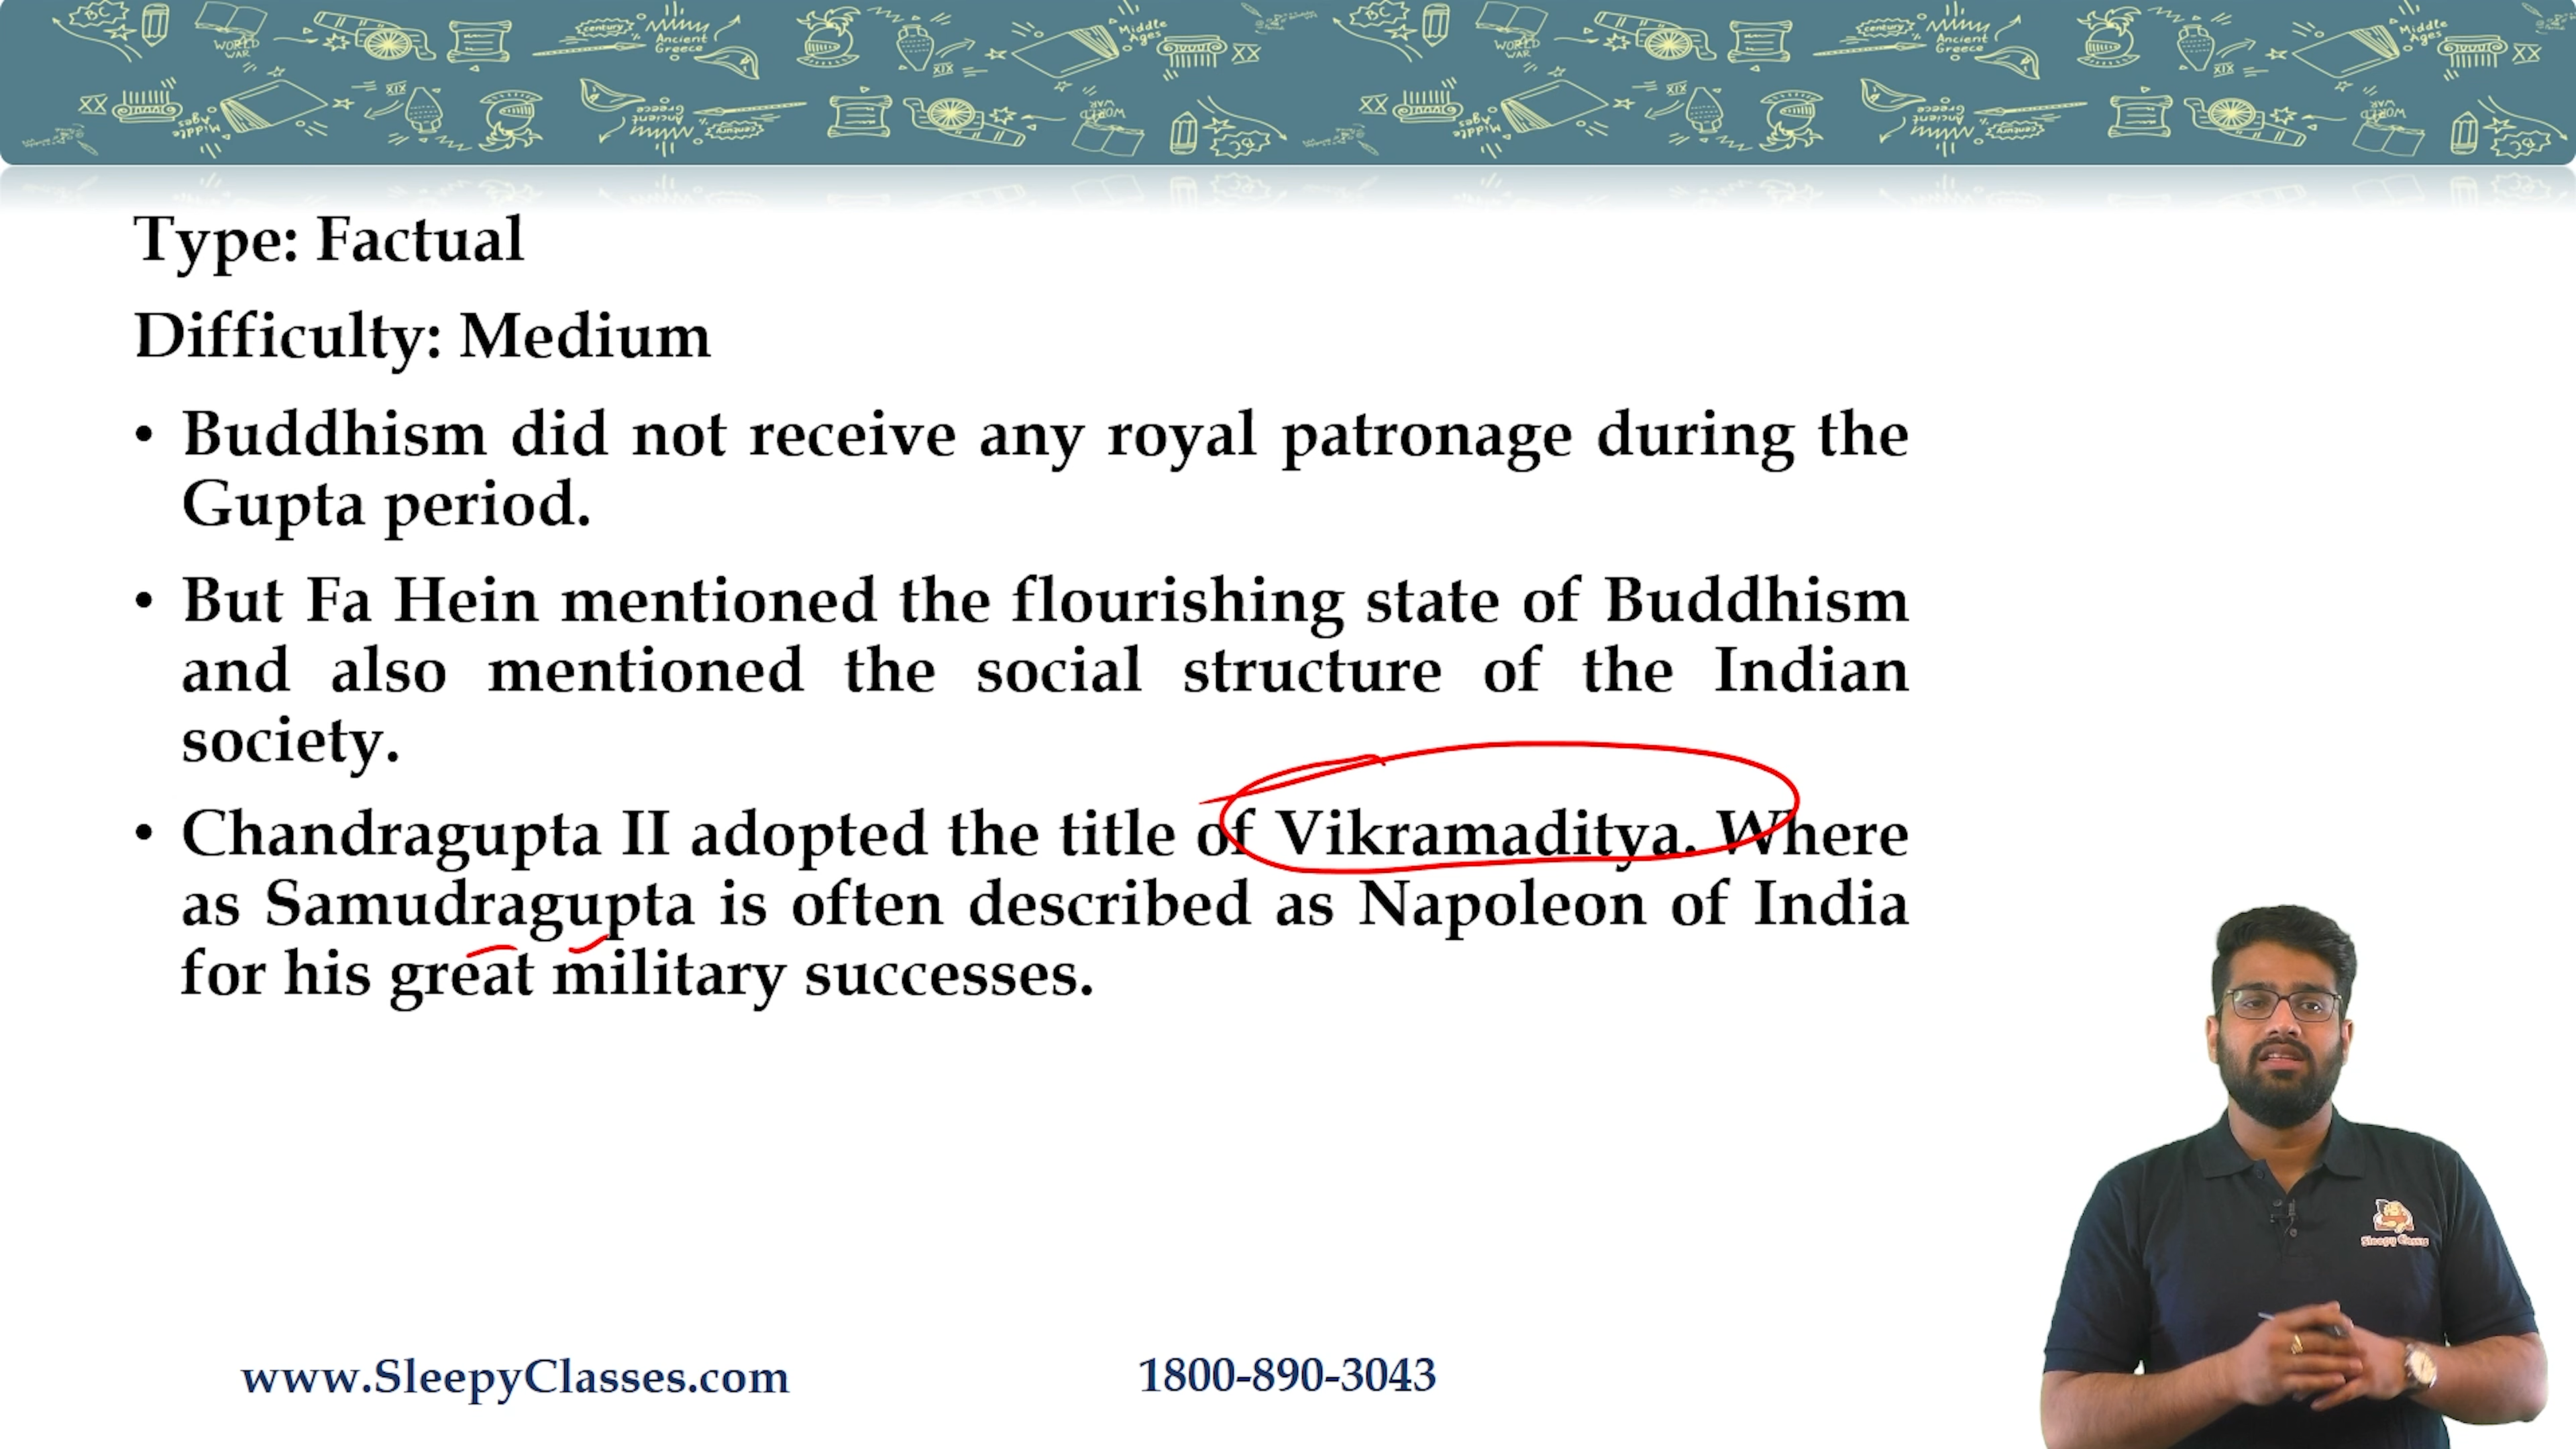 Type: Factual
Difficulty: Medium
• Buddhism did not receive any royal patronage during the
Gupta period.
• But Fa Hein mentioned the flourishing state of Buddhism
and also mentioned the social structure of the Indian
society.
• Chandragupta II adopted the title of Vikramaditya. Where
as Samudragupta is often described as Napoleon of India
for his great military successes.
Sleepy Classes
www.SleepyClasses.com
1800-890-3043